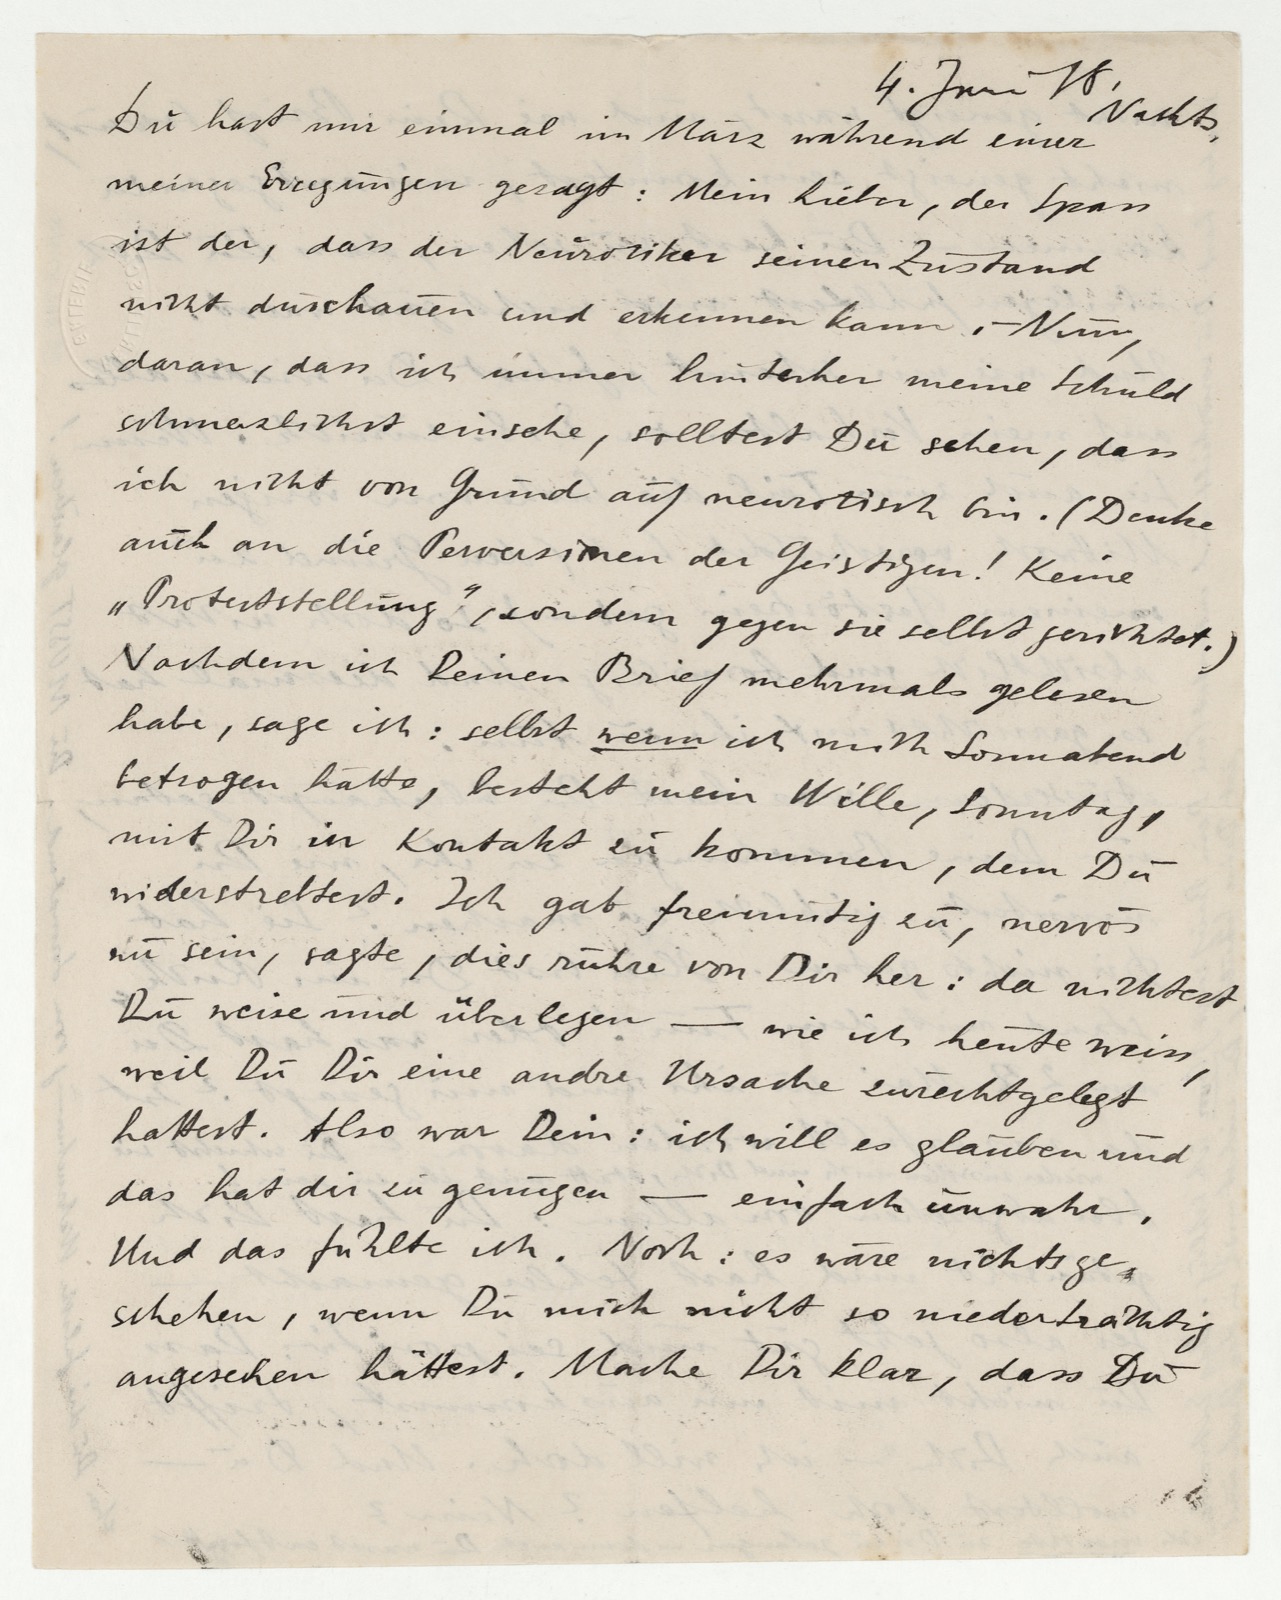 4. Juni 18.
Nachts.
Du hast mir einmal im März während einer
meiner Erregungen gesagt: Mein Lieber, der Spass
ist der, dass der Neurotiker seinen Zustand
nicht duschauen und erkennen kann. – Nun,
daran, dass ich immer hinterher meine Schuld
schmerzlichst einsehe, solltest Du sehen, dass
ich nicht von Grund auf neurotisch bin. (Denke
auch an die Perversionen der Geistigen! Keine
„Proteststellung", sondern gegen sie selbst gerichtet.)
Nachdem ich Deinen Brief mehrmals gelesen
habe, sage ich: selbst wenn ich mich Sonnabend
betrogen hätte, besteht mein Wille, Sonntag,
mit Dir in Kontakt zu kommen, dem Du
widerstrebtest. Ich gab freimütig zu, nervös
zu sein, sagte, dies rühre von Dir her: da nichtest
Du weise und überlegen — wie ich heute weiss,
weil Du Dir eine andre Ursache zurechtgelegt
hattest. Also war Dein: ich will es glauben und
das hat dir zu genügen — einfach unwahr.
Und das fühlte ich. Noch: es wäre nichts ge-
schehen, wenn Du mich nicht so niederträchtig
angesehen hättest. Mache Dir klar, dass Du